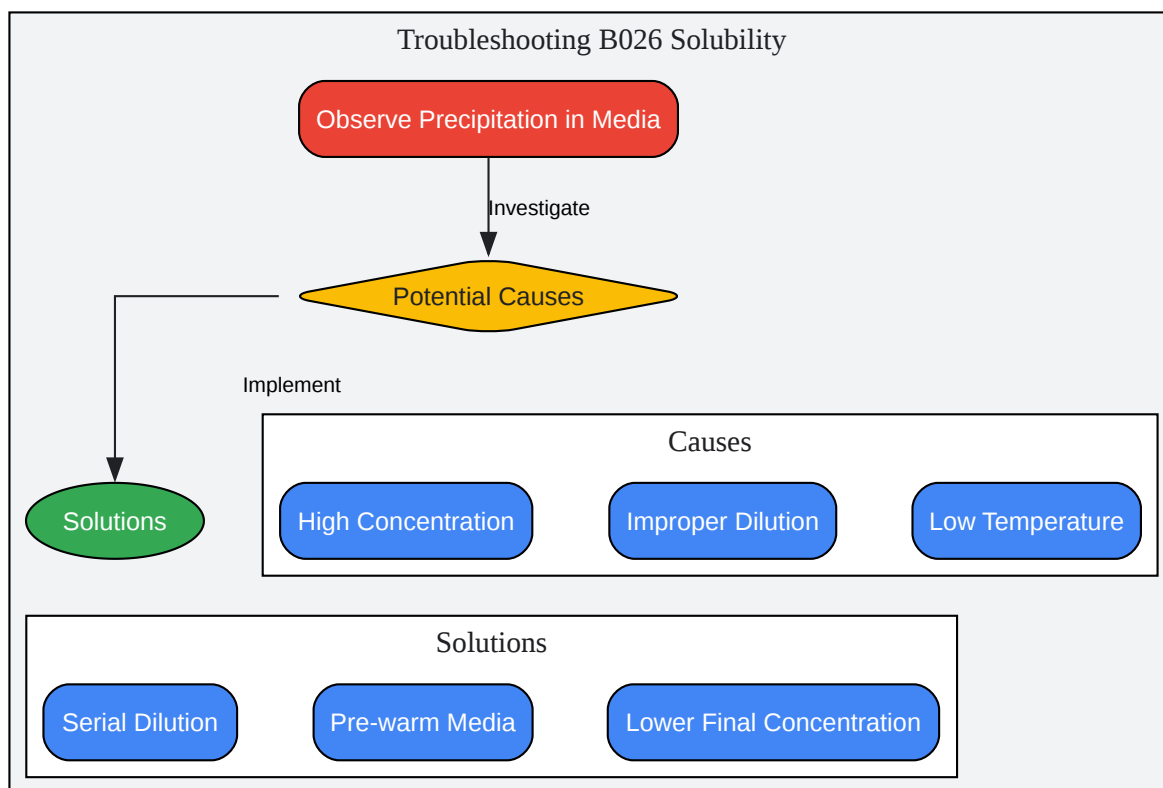 Troubleshooting B026 Solubility
Observe Precipitation in Media
Investigate
Potential Causes
Implement
Causes
Solutions
High Concentration
Improper Dilution
Low Temperature
Solutions
Serial Dilution
Pre-warm Media
Lower Final Concentration